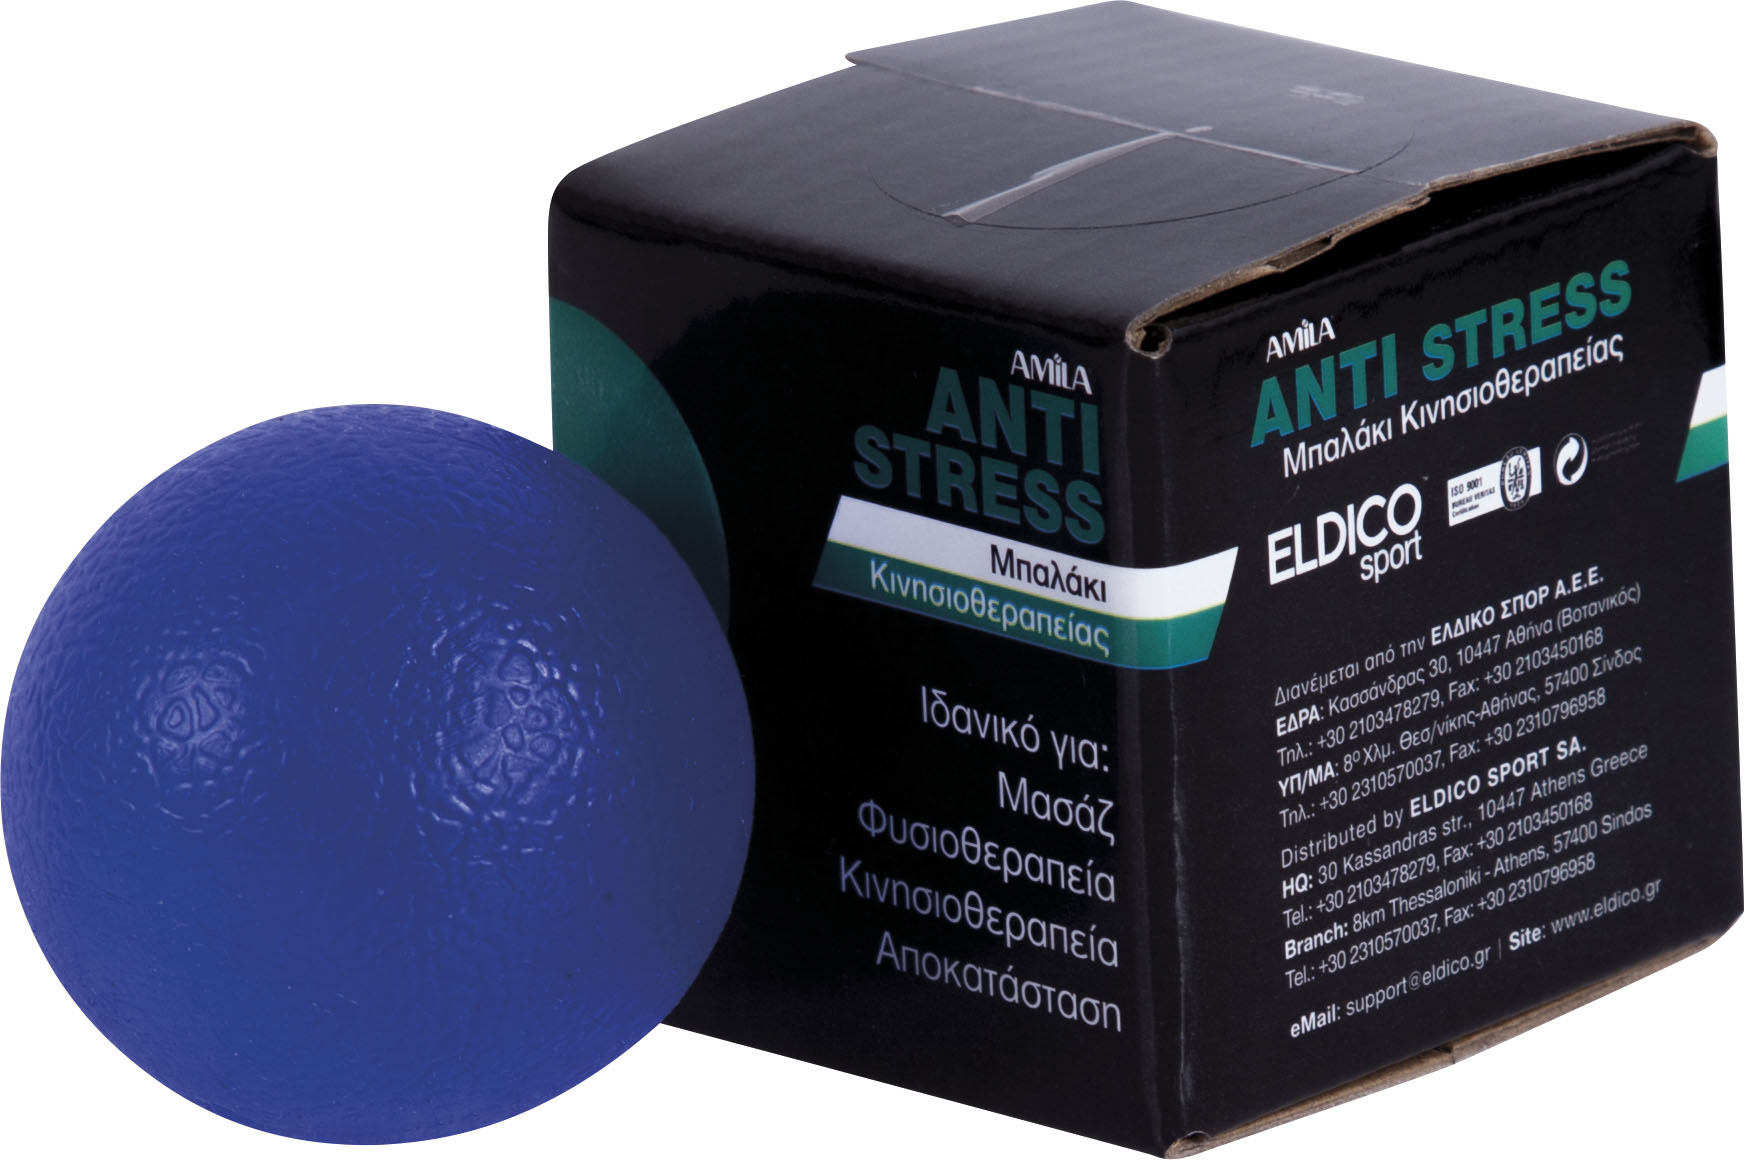 AMiLA
ANTI
STRESS
Μπαλάκι
Κινησιοθεραπείας
Ιδανικό για:
Μασάζ
Φυσιοθεραπεία
Κινησιοθεραπεία
Αποκατάσταση
AMiLA
ANTI STRESS
Μπαλάκι Κινησιοθεραπείας
ELDICO
sport
ISO 9001
BUREAU VERITAS
Certification
Διανέμεται από την ΕΛΔΙΚΟ ΣΠΟΡ Α.Ε.Ε.
ΕΔΡΑ: Κασσάνδρας 30, 10447 Αθήνα (Βοτανικός)
Τηλ.: +30 2103478279, Fax: +30 2103450168
ΥΠ/ΜΑ: 8ο Χλμ. Θεσ/νίκης-Αθήνας, 57400 Σίνδος
Τηλ.: +30 2310570037, Fax: +30 2310796958
Distributed by ELDICO SPORT SA.
HQ: 30 Kassandras str., 10447 Athens Greece
Tel.: +30 2103478279, Fax: +30 2103450168
Branch: 8km Thessaloniki - Athens, 57400 Sindos
Tel.: +30 2310570037, Fax: +30 2310796958
eMail: support@eldico.gr | Site: www.eldico.gr